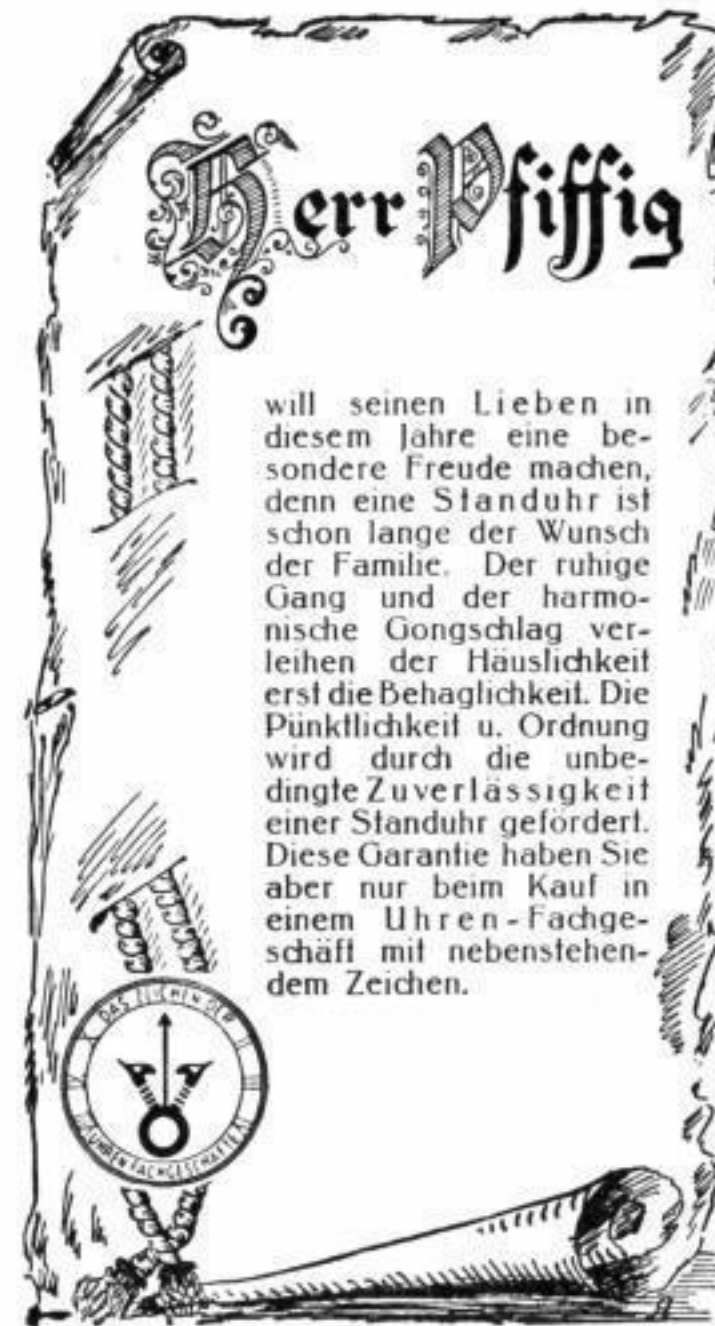 Herr Pfiffig
will seinen Lieben in
diesem Jahre eine be-
sondere Freude machen,
denn eine Standuhr ist
schon lange der Wunsch
der Familie. Der ruhige
Gang und der harmo-
nische Gongschlag ver-
leihen der Häuslichkeit
erst die Behaglichkeit. Die
Pünktlichkeit u. Ordnung
wird durch die unbe-
dingte Zuverlässigkeit
einer Standuhr gefördert.
Diese Garantie haben Sie
aber nur beim Kauf in
einem Uhren-Fachge-
schäft mit nebenstehen-
dem Zeichen.
DAS ZEICHEN DER
UHRENFACHGESCHÄFTE